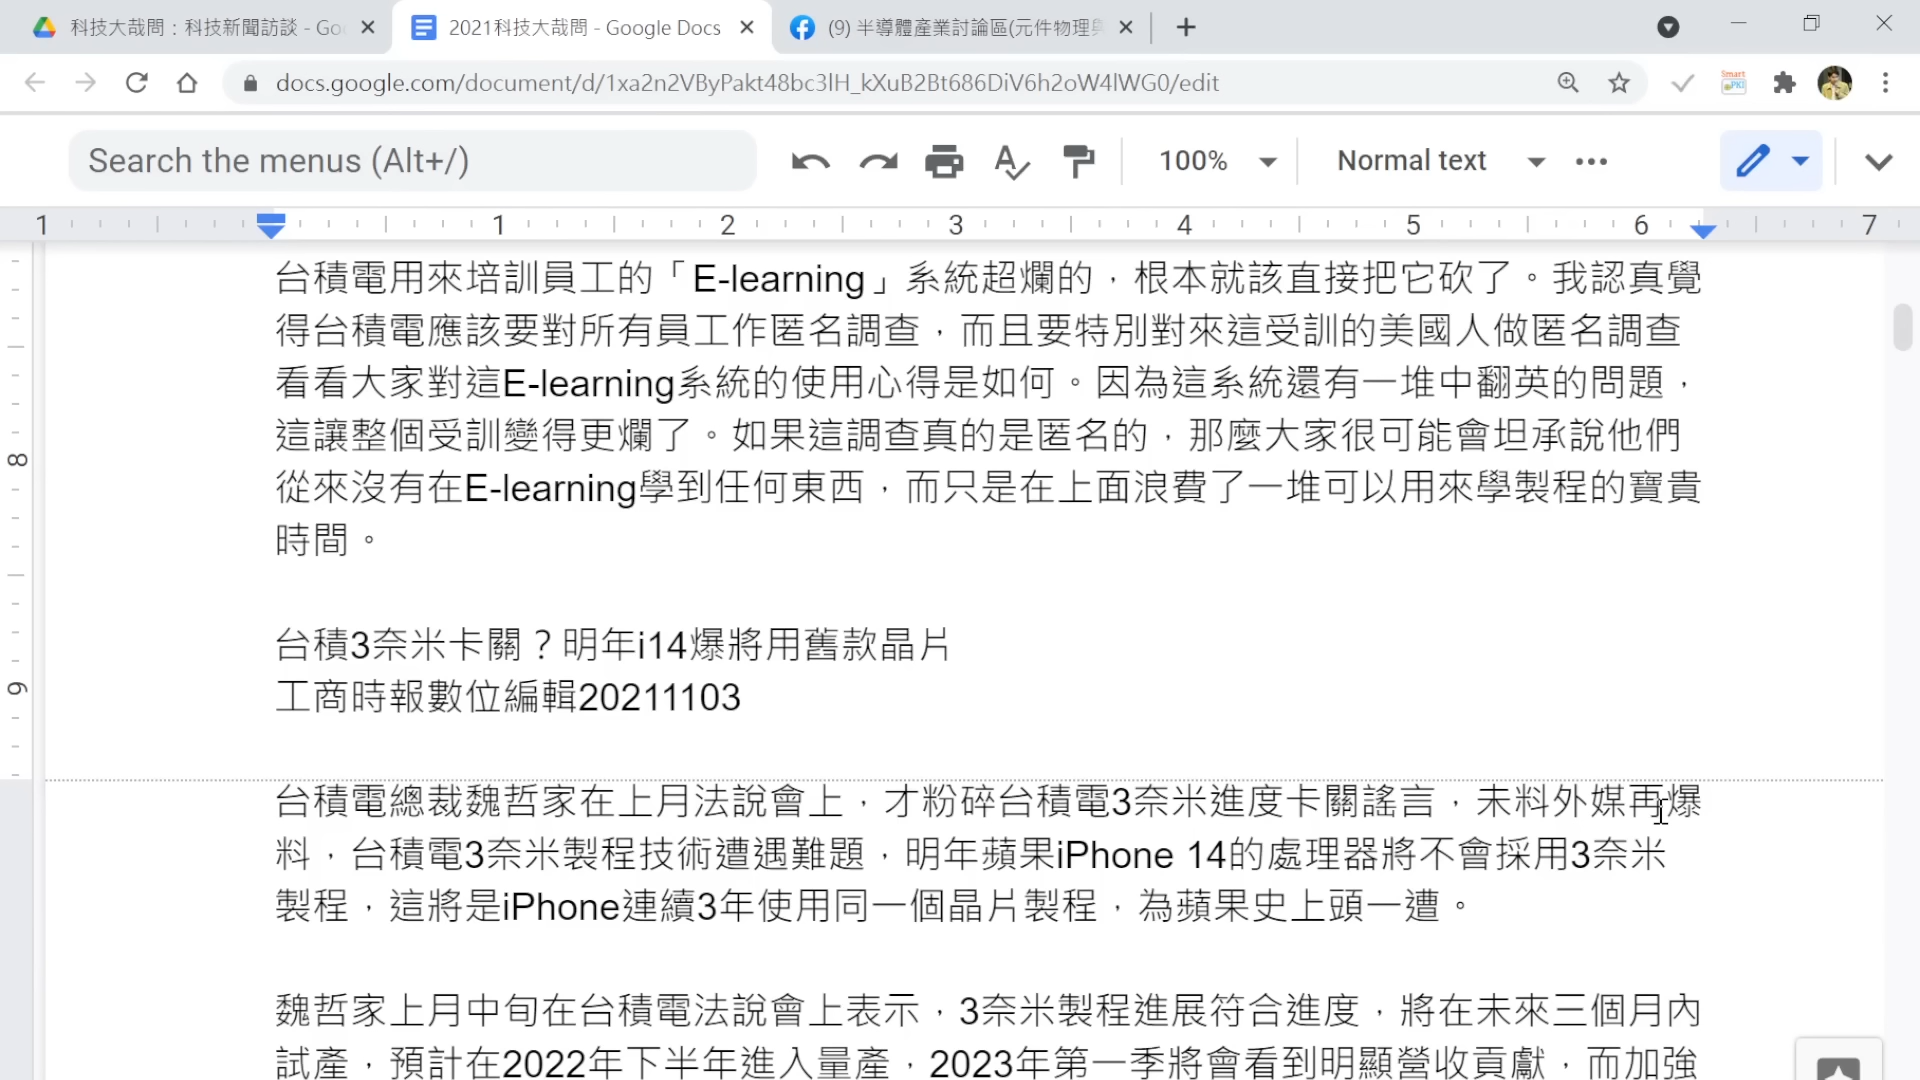 科技大哉問：科技新聞訪談 - Go
2021科技大哉問 - Google Docs
(9) 半導體產業討論區(元件物理與
docs.google.com/document/d/1xa2n2VByPakt48bc3lH_kXuB2Bt686DiV6h2oW4lWG0/edit
Smart
PKI
Search the menus (Alt+/)
100%
Normal text
1 1 2 3 4 5 6 7
台積電用來培訓員工的「E-learning」系統超爛的，根本就該直接把它砍了。我認真覺
得台積電應該要對所有員工作匿名調查，而且要特別對來這受訓的美國人做匿名調查
看看大家對這E-learning系統的使用心得是如何。因為這系統還有一堆中翻英的問題，
這讓整個受訓變得更爛了。如果這調查真的是匿名的，那麼大家很可能會坦承說他們
從來沒有在E-learning學到任何東西，而只是在上面浪費了一堆可以用來學製程的寶貴
時間。
8
台積3奈米卡關？明年i14爆將用舊款晶片
工商時報數位編輯20211103
9
台積電總裁魏哲家在上月法說會上，才粉碎台積電3奈米進度卡關謠言，未料外媒再爆
料，台積電3奈米製程技術遭遇難題，明年蘋果iPhone 14的處理器將不會採用3奈米
製程，這將是iPhone連續3年使用同一個晶片製程，為蘋果史上頭一遭。
魏哲家上月中旬在台積電法說會上表示，3奈米製程進展符合進度，將在未來三個月內
試產，預計在2022年下半年進入量產，2023年第一季將會看到明顯營收貢獻，而加強